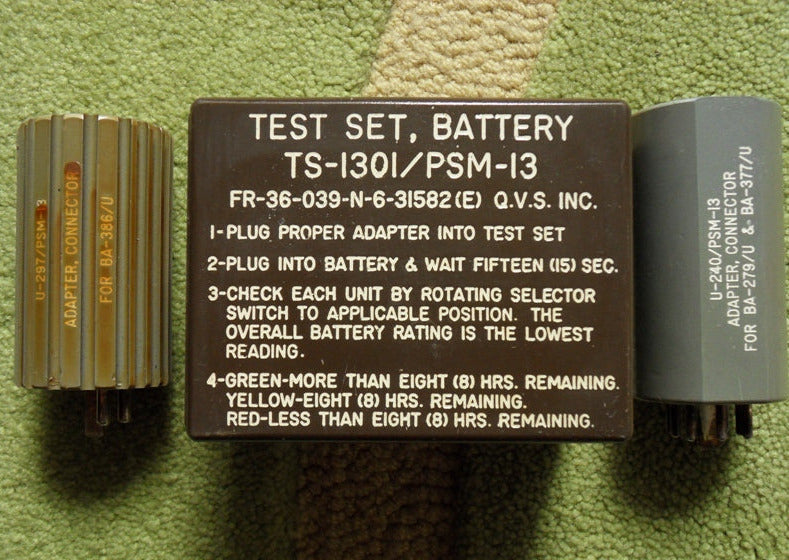 U-297/PSM-13
ADAPTER, CONNECTOR
FOR BA-386/U
TEST SET, BATTERY
TS-1301/PSM-13
FR-36-039-N-6-31582(E) Q.V.S. INC.
1-PLUG PROPER ADAPTER INTO TEST SET
2-PLUG INTO BATTERY & WAIT FIFTEEN (15) SEC.
3-CHECK EACH UNIT BY ROTATING SELECTOR
SWITCH TO APPLICABLE POSITION. THE
OVERALL BATTERY RATING IS THE LOWEST
READING.
4-GREEN-MORE THAN EIGHT (8) HRS. REMAINING.
YELLOW-EIGHT (8) HRS. REMAINING.
RED-LESS THAN EIGHT (8) HRS. REMAINING.
U-240/PSM-13
ADAPTER, CONNECTOR
FOR BA-279/U & BA-377/U